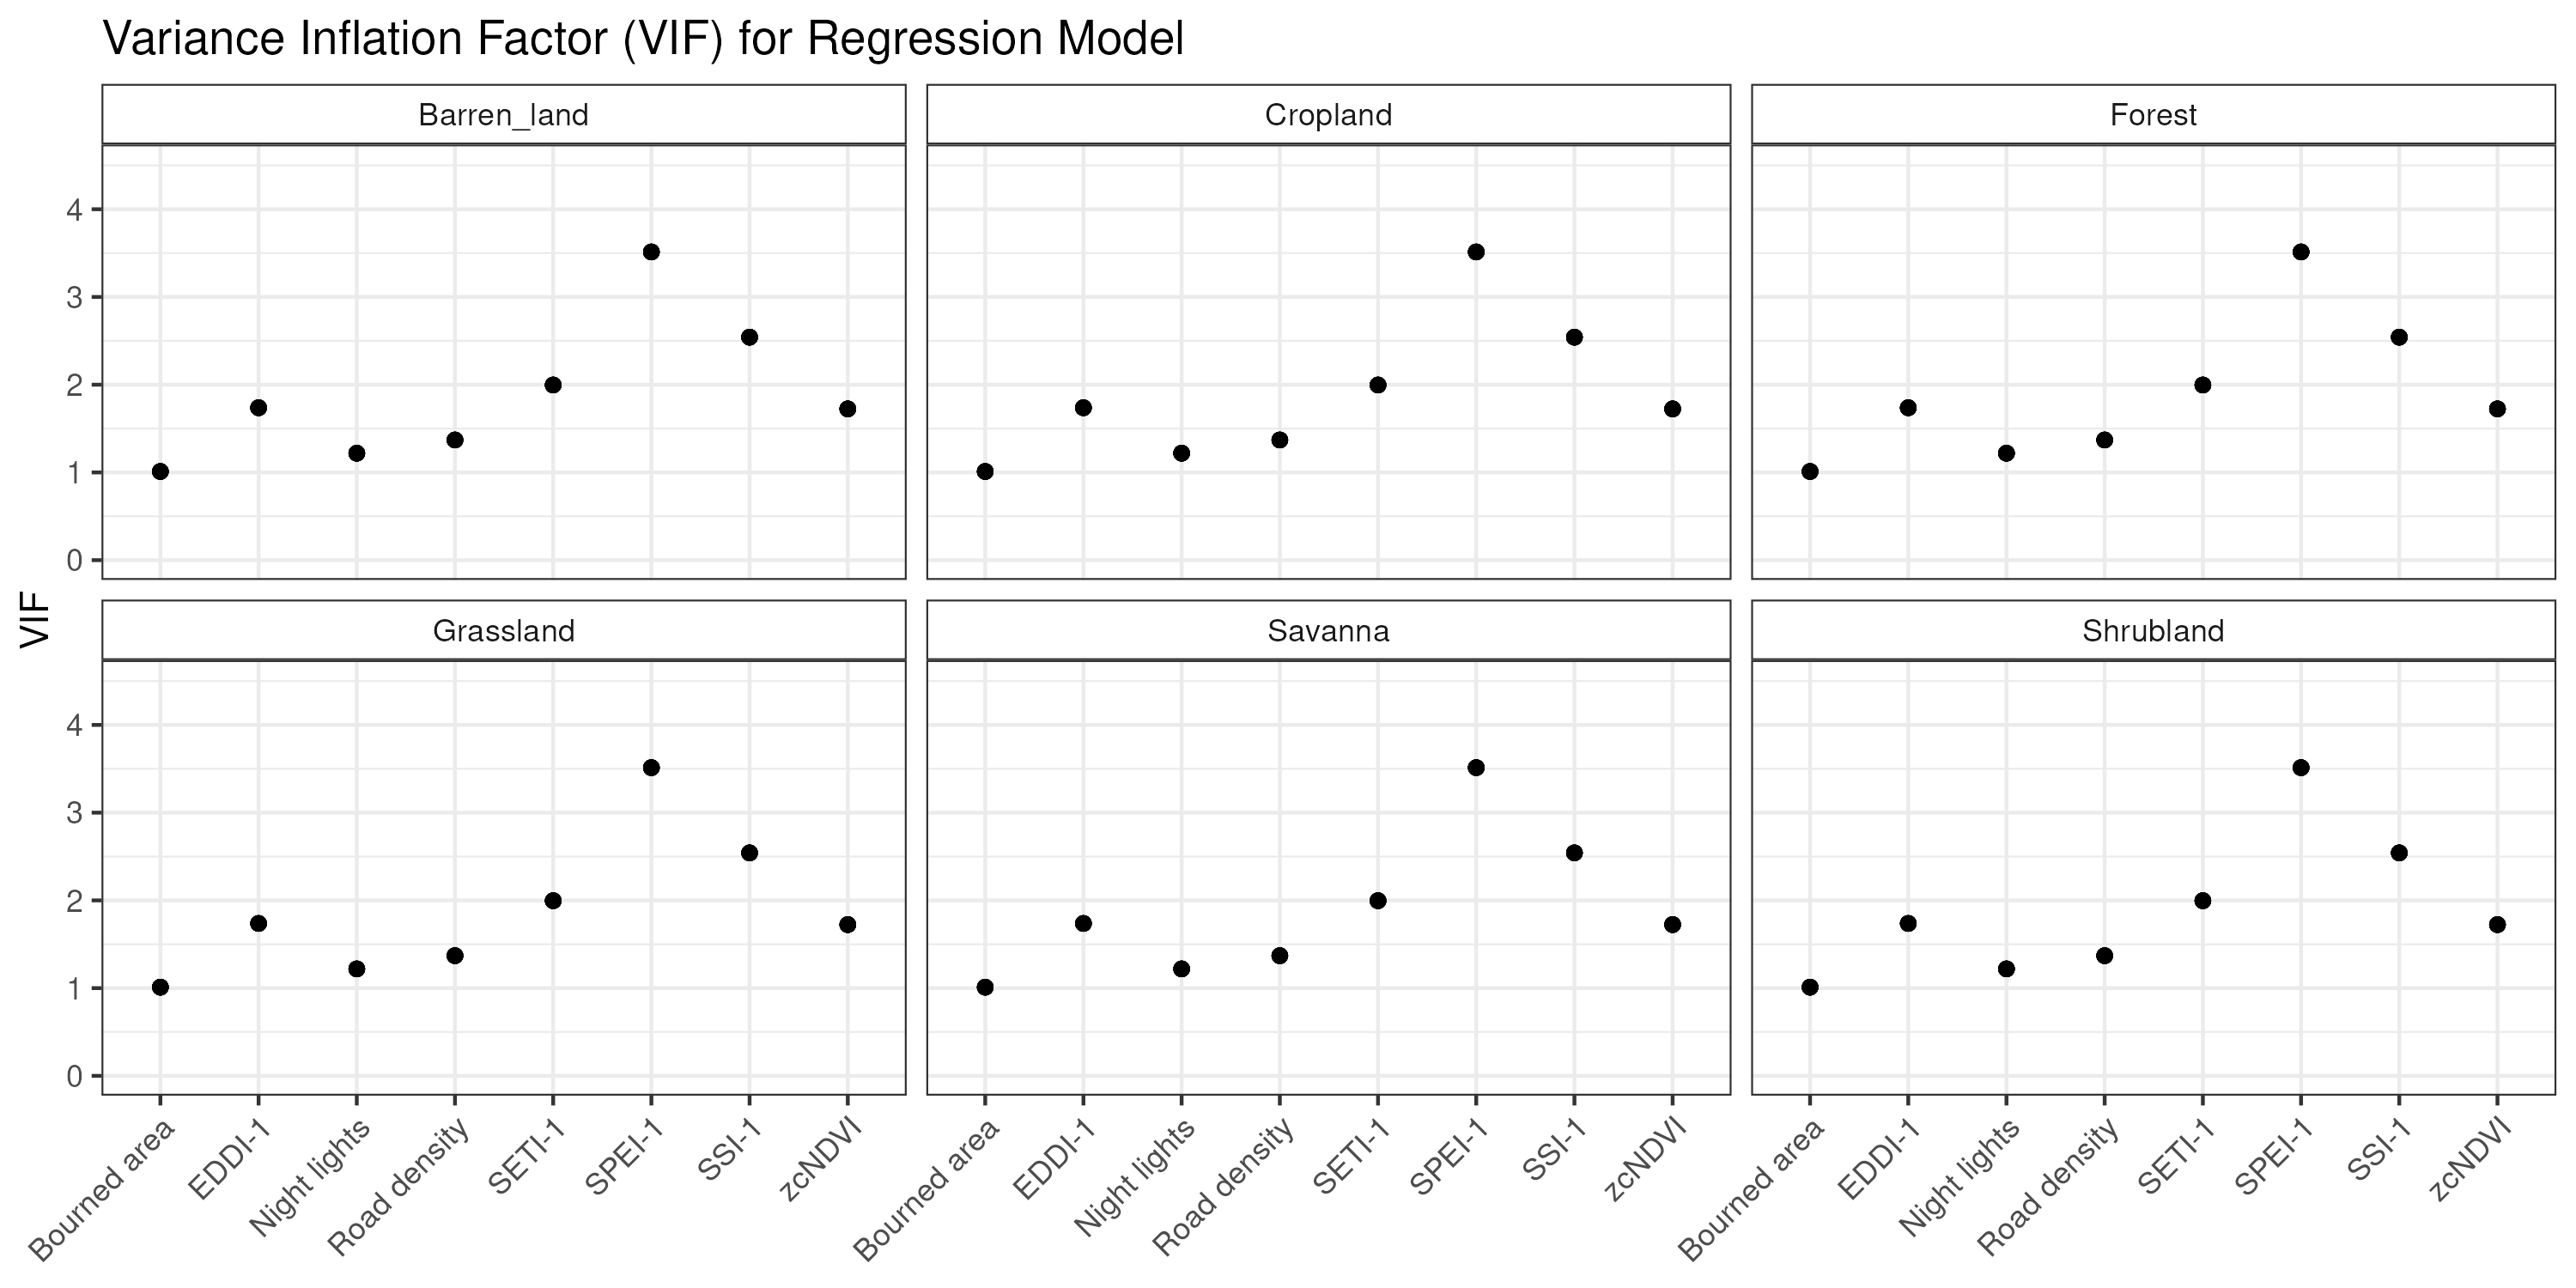 Variance Inflation Factor (VIF) for Regression Model
Barren_land
Cropland
Forest
4
3
2
1
0
VIF
Grassland
Savanna
Shrubland
4
3
2
1
0
Bourned area
EDDI-1
Night lights
Road density
SETI-1
SPEI-1
SSI-1
zcNDVI
Bourned area
EDDI-1
Night lights
Road density
SETI-1
SPEI-1
SSI-1
zcNDVI
Bourned area
EDDI-1
Night lights
Road density
SETI-1
SPEI-1
SSI-1
zcNDVI